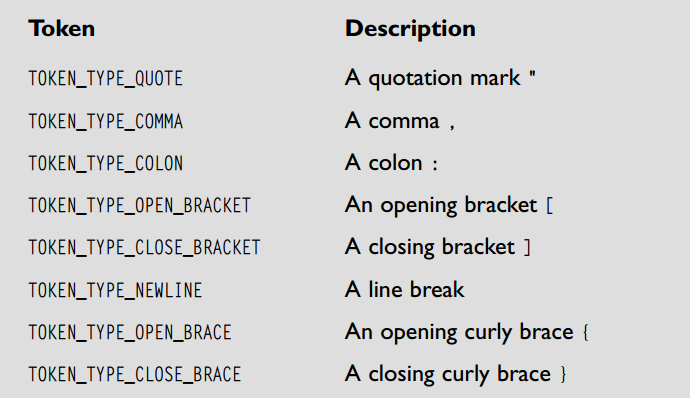 Token Description
TOKEN_TYPE_QUOTE A quotation mark "
TOKEN_TYPE_COMMA A comma ,
TOKEN_TYPE_COLON A colon :
TOKEN_TYPE_OPEN_BRACKET An opening bracket [
TOKEN_TYPE_CLOSE_BRACKET A closing bracket ]
TOKEN_TYPE_NEWLINE A line break
TOKEN_TYPE_OPEN_BRACE An opening curly brace {
TOKEN_TYPE_CLOSE_BRACE A closing curly brace }